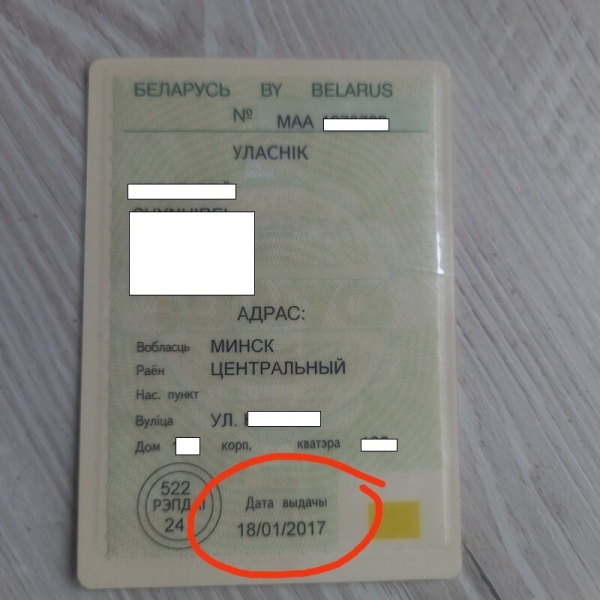 БЕЛАРУСЬ BY BELARUS
№ МАА
УЛАСНІК
АДРАС:
Вобласць МИНСК
Раён ЦЕНТРАЛЬНЫЙ
Нас. пункт
Вуліца УЛ.
Дом корп. кватэра
522
РЭПДАІ
24
Дата выдачы
18/01/2017